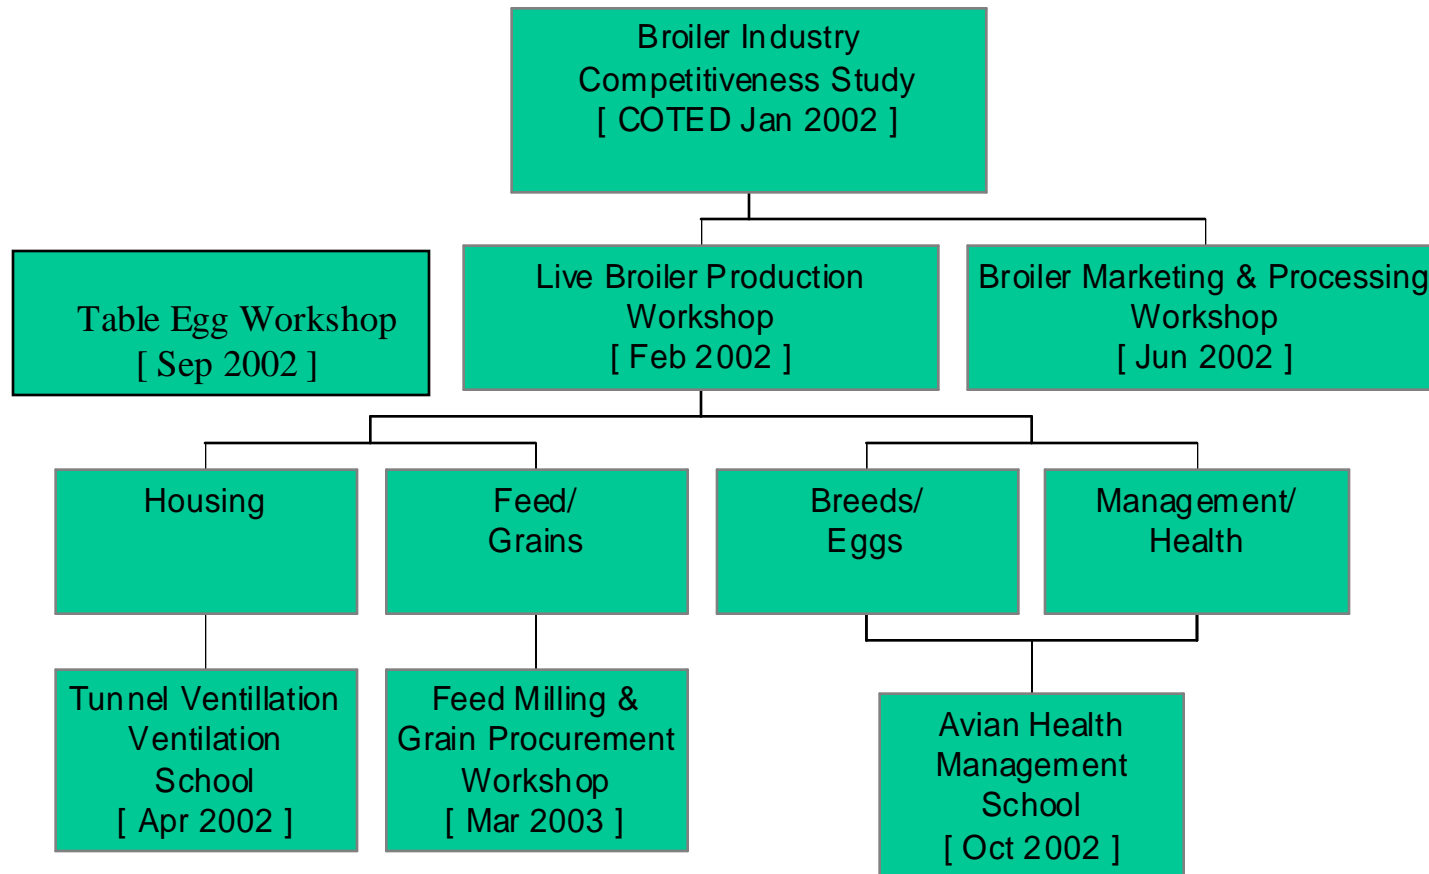 Broiler Industry
Competitiveness Study
[ COTED Jan 2002 ]
Table Egg Workshop
[ Sep 2002 ]
Live Broiler Production
Workshop
[ Feb 2002 ]
Broiler Marketing & Processing
Workshop
[ Jun 2002 ]
Housing
Feed/
Grains
Breeds/
Eggs
Management/
Health
Tunnel Ventillation
Ventilation
School
[ Apr 2002 ]
Feed Milling &
Grain Procurement
Workshop
[ Mar 2003 ]
Avian Health
Management
School
[ Oct 2002 ]